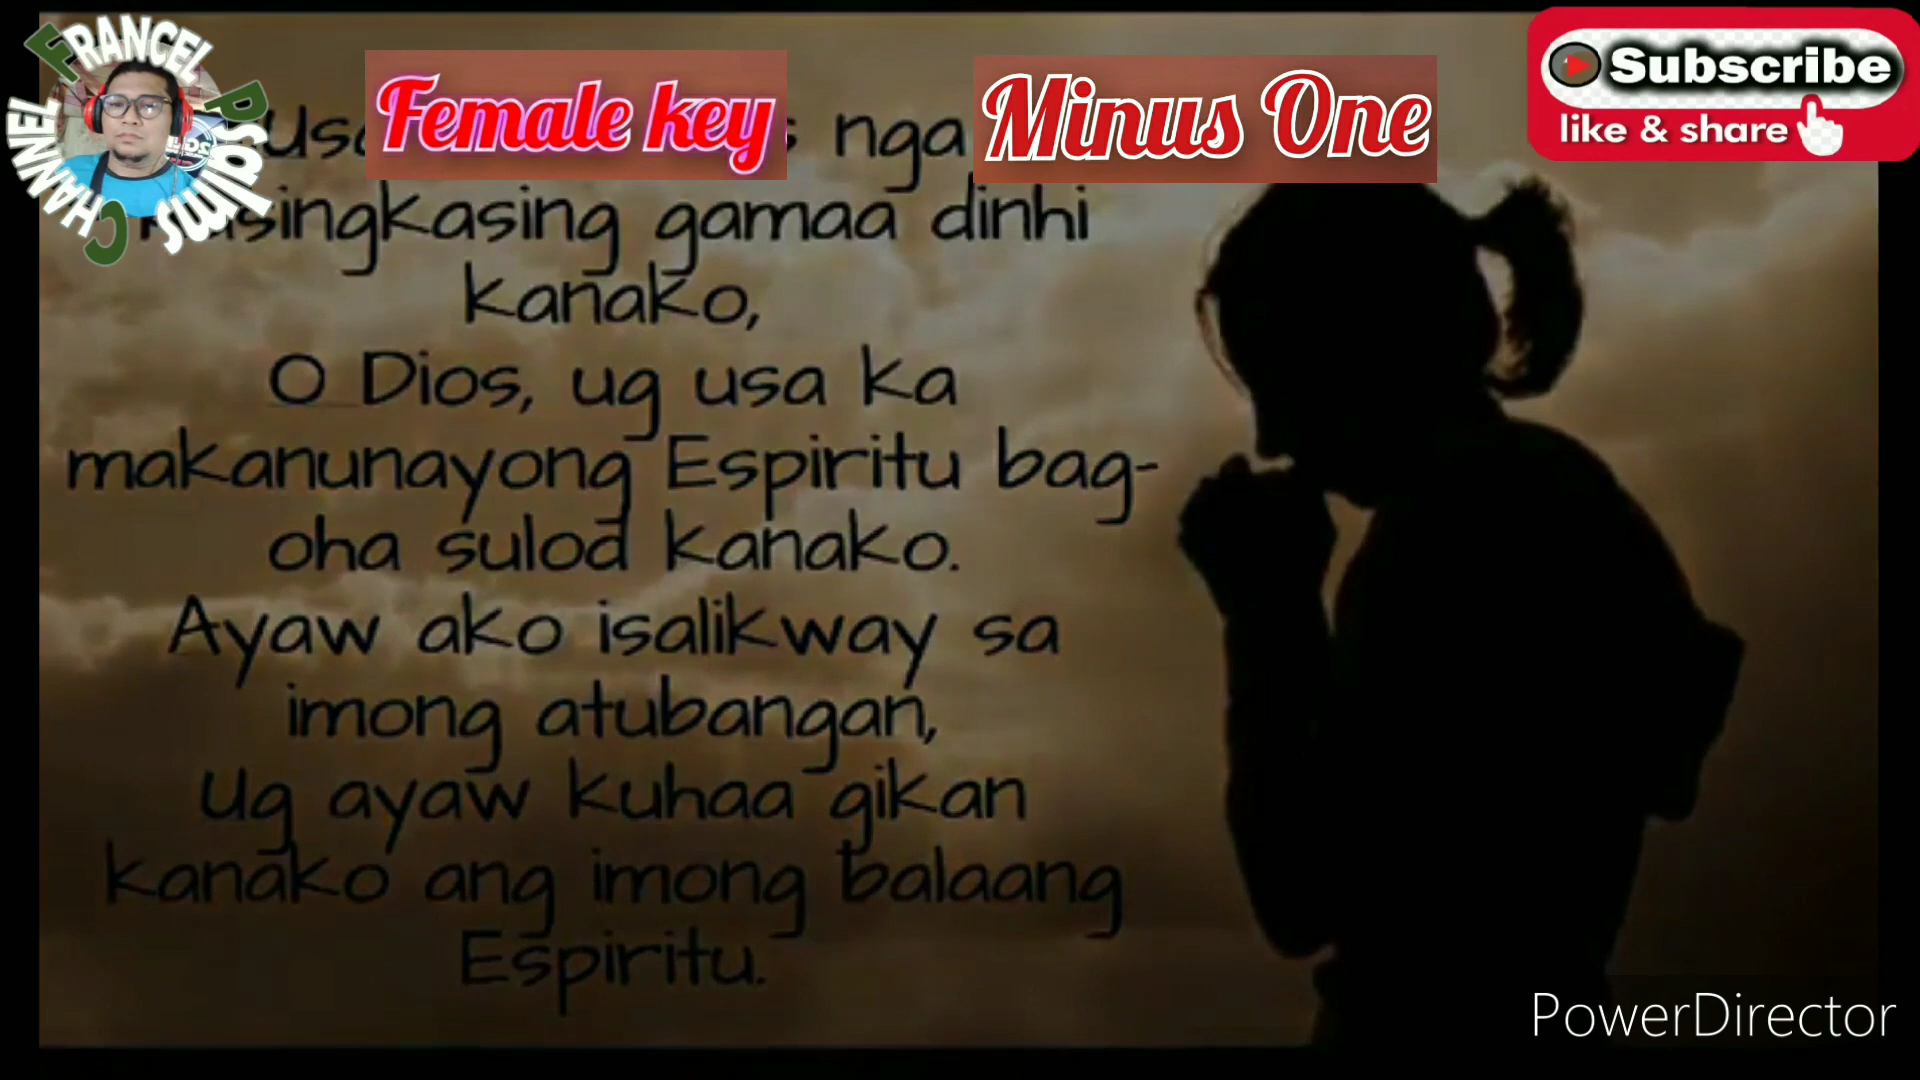 FRANCEL
Psalms
CHANNEL
Female key
Minus One
Subscribe
like & share
nga
singkasing gamaa dinhi
kanako,
O Dios, ug usa ka
makanunayong Espiritu bag-
oha sulod kanako.
Ayaw ako isalikway sa
imong atubangan,
Ug ayaw kuhaa gikan
kanako ang imong balaang
Espiritu.
PowerDirector